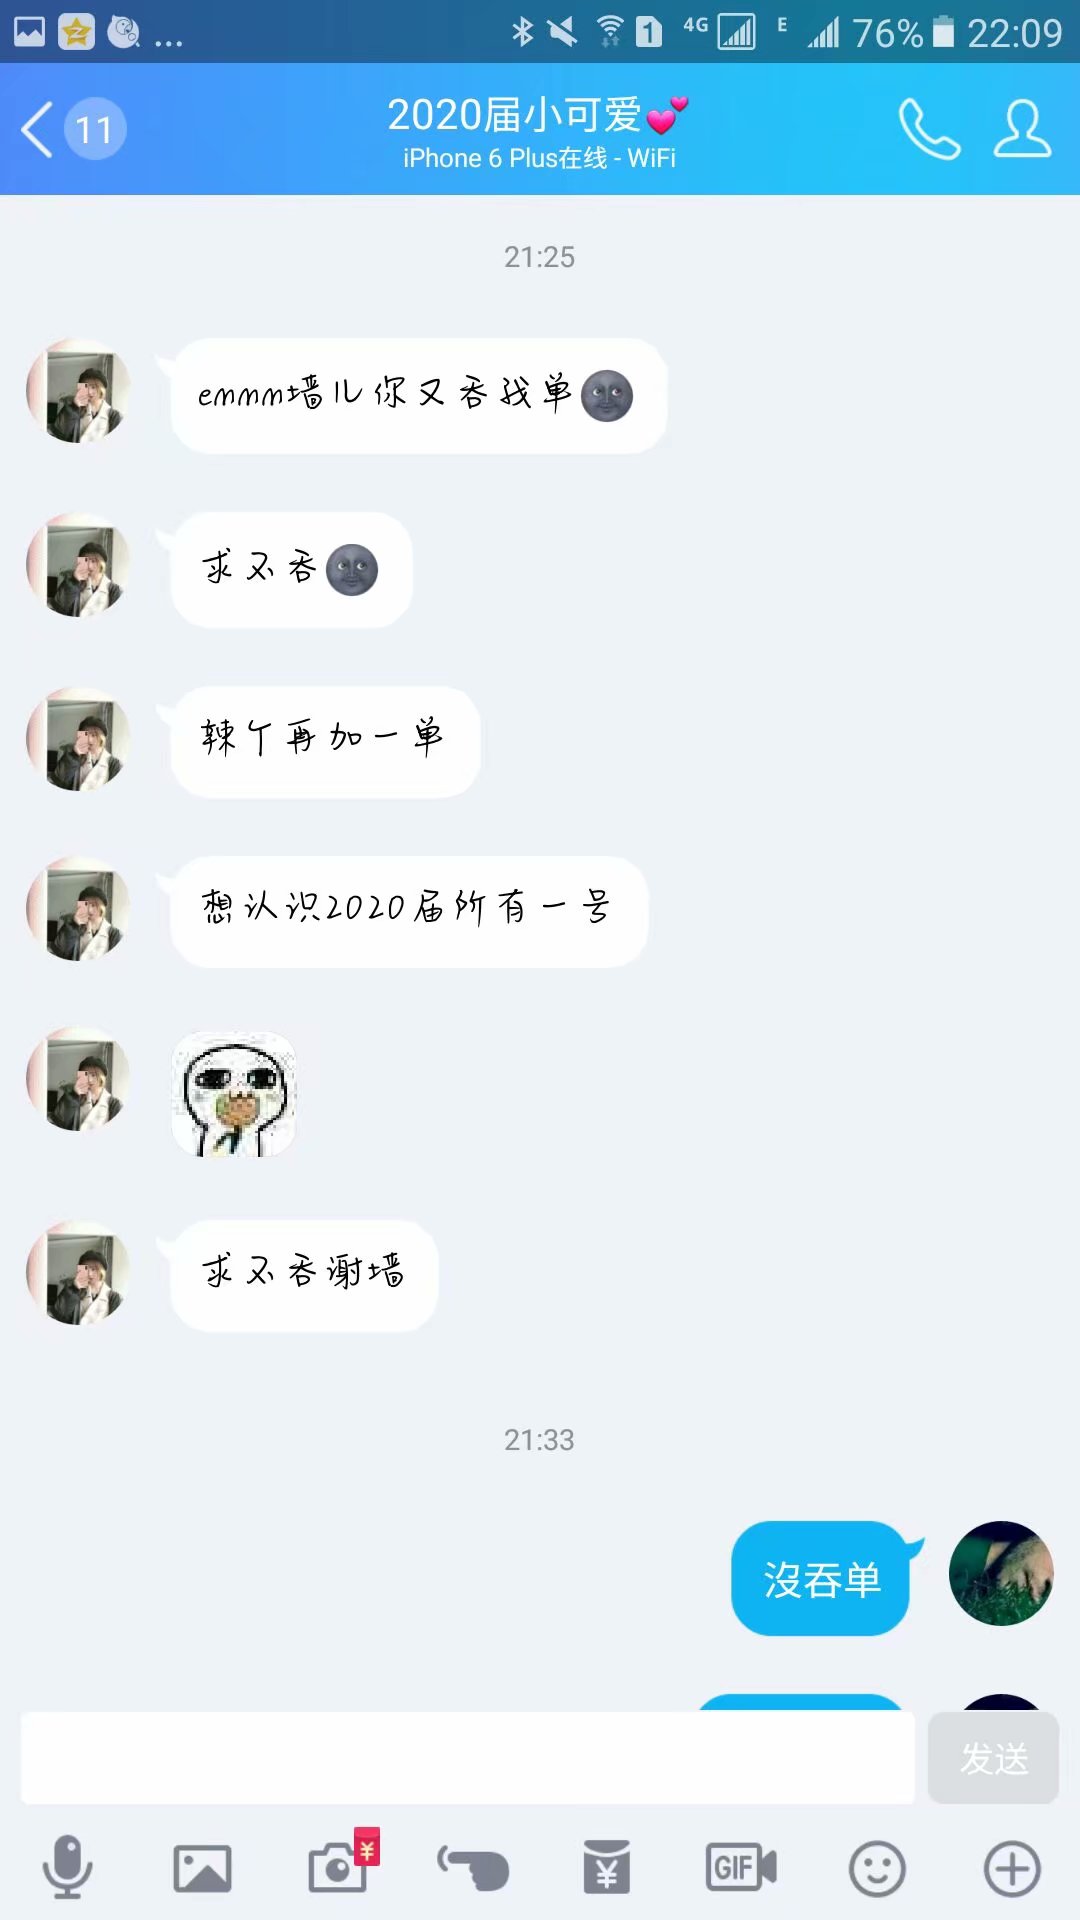 4G E 76% 22:09
11
2020届小可爱💕
iPhone 6 Plus在线 - WiFi
21:25
emmm墙儿你又吞我单🌚
求不吞🌚
辣个再加一单
想认识2020届所有一号
求不吞谢墙
21:33
沒吞单
发送
GIF